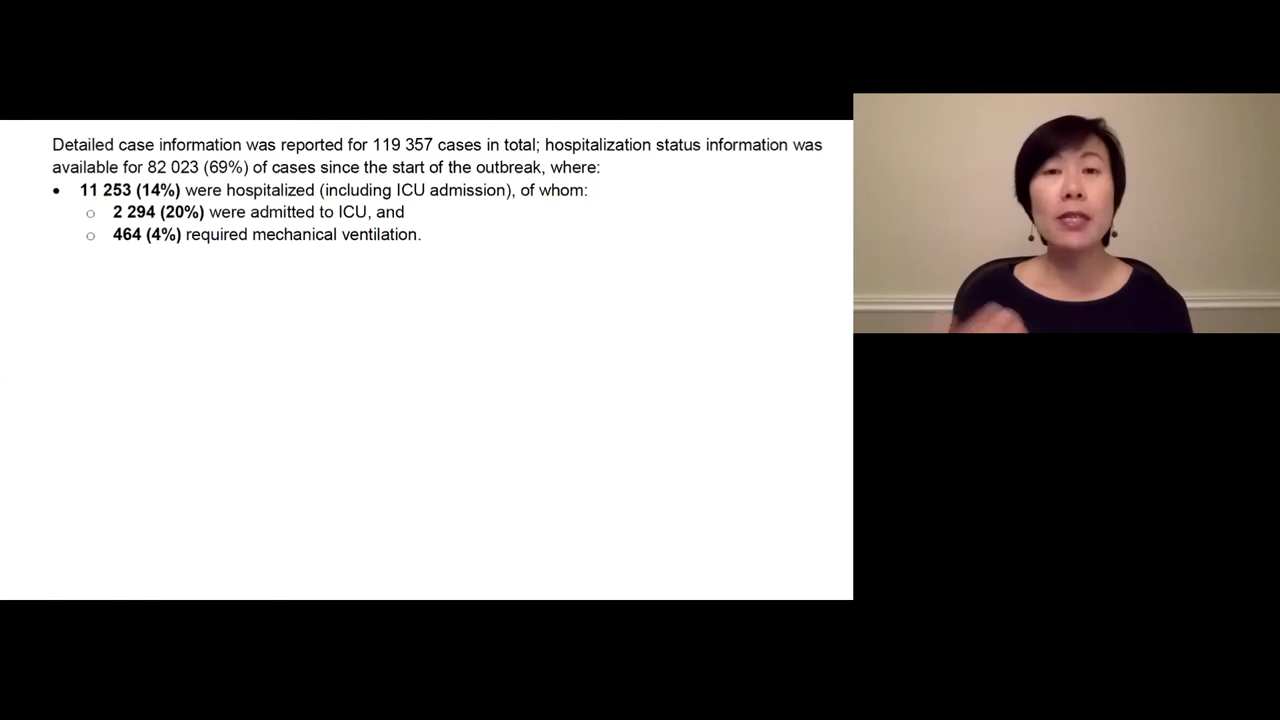 Detailed case information was reported for 119 357 cases in total; hospitalization status information was
available for 82 023 (69%) of cases since the start of the outbreak, where:
• 11 253 (14%) were hospitalized (including ICU admission), of whom:
○ 2 294 (20%) were admitted to ICU, and
○ 464 (4%) required mechanical ventilation.